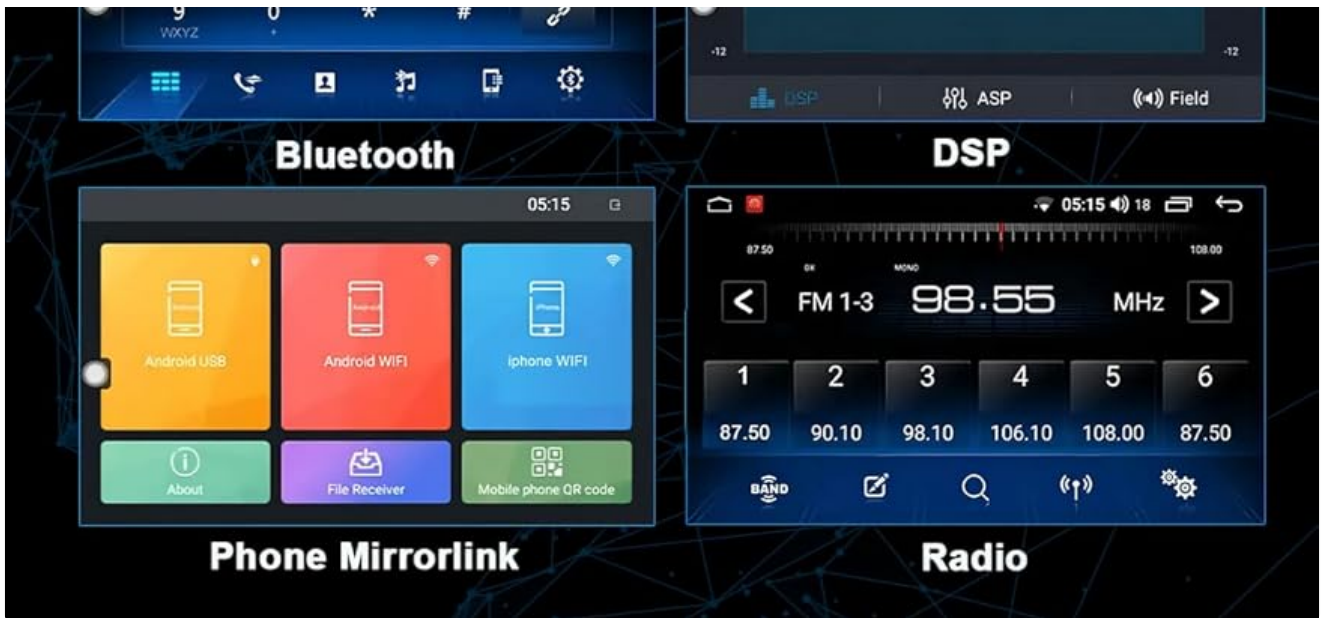 9 0 * #
WXYZ +
Bluetooth
-12 -12
DSP ASP Field
DSP
05:15
Android USB
Android WIFI
iphone WIFI
About
File Receiver
Mobile phone QR code
Phone Mirrorlink
05:15 18
87.50 108.00
MONO
FM 1-3 98.55 MHz
1 2 3 4 5 6
87.50 90.10 98.10 106.10 108.00 87.50
BAND
Radio